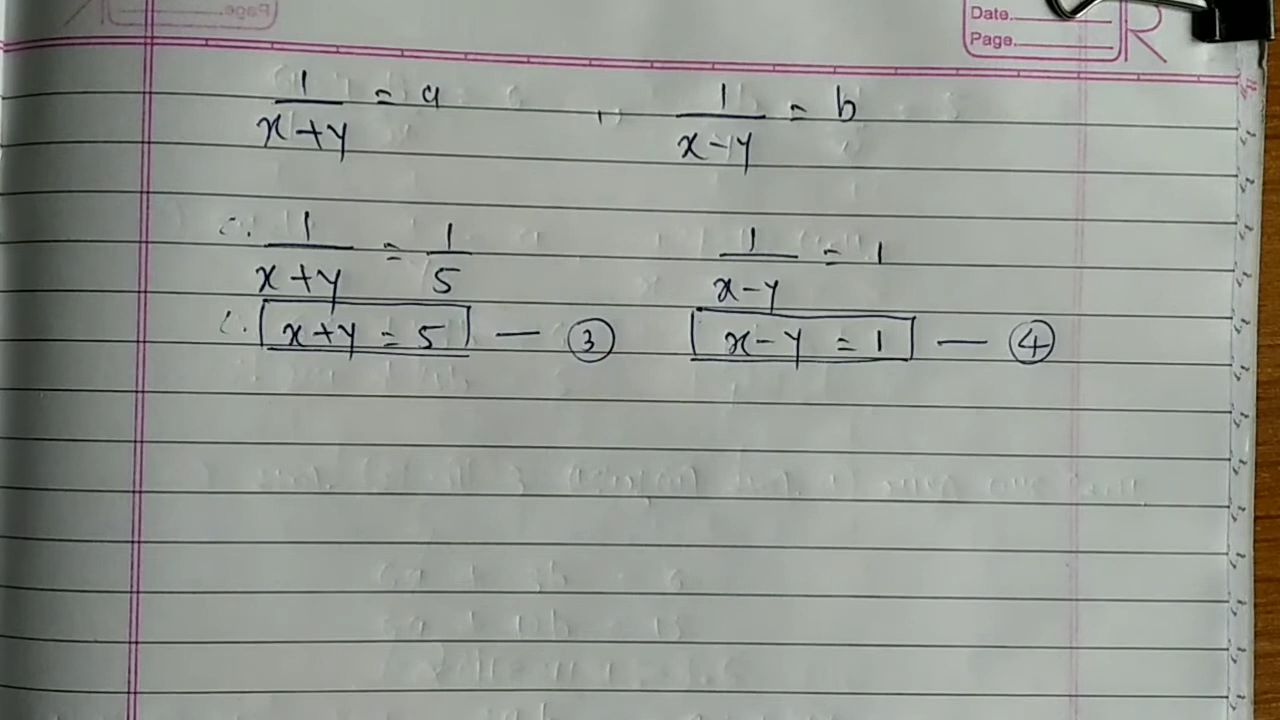 Date. Page.
1/(x+y) = a ,, 1/(x-y) = b
∴ 1/(x+y) = 1/5 1/(x-y) = 1
∴ x+y = 5 — ③ x-y = 1 — ④